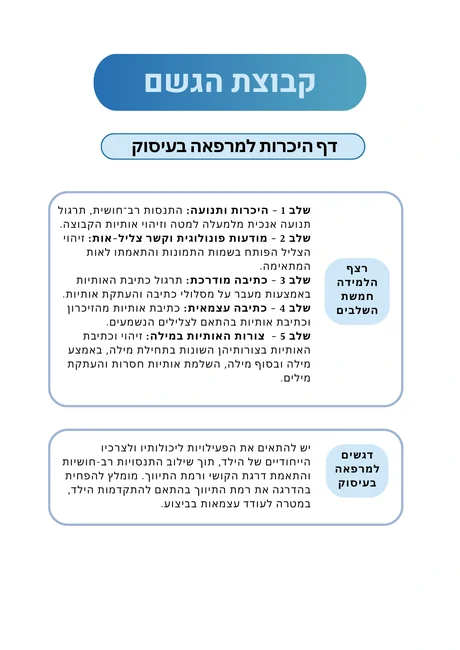 קבוצת הגשם
דף היכרות למרפאה בעיסוק
רצף
הלמידה
חמשת
השלבים
שלב 1 - היכרות ותנועה: התנסות רב־חושית, תרגול
תנועה אנכית מלמעלה למטה וזיהוי אותיות הקבוצה.
שלב 2 - מודעות פונולוגית וקשר צליל-אות: זיהוי
הצליל הפותח בשמות התמונות והתאמתו לאות
המתאימה.
שלב 3 - כתיבה מודרכת: תרגול כתיבת האותיות
באמצעות מעבר על מסלולי כתיבה והעתקת אותיות.
שלב 4 - כתיבה עצמאית: כתיבת אותיות מהזיכרון
וכתיבת אותיות בהתאם לצלילים הנשמעים.
שלב 5 - צורות האותיות במילה: זיהוי וכתיבת
האותיות בצורותיהן השונות בתחילת מילה, באמצע
מילה ובסוף מילה, השלמת אותיות חסרות והעתקת
מילים.
דגשים
למרפאה
בעיסוק
יש להתאים את הפעילויות ליכולותיו ולצרכיו
הייחודיים של הילד, תוך שילוב התנסויות רב-חושיות
והתאמת דרגת הקושי ורמת התיווך. מומלץ להפחית
בהדרגה את רמת התיווך בהתאם להתקדמות הילד,
במטרה לעודד עצמאות בביצוע.